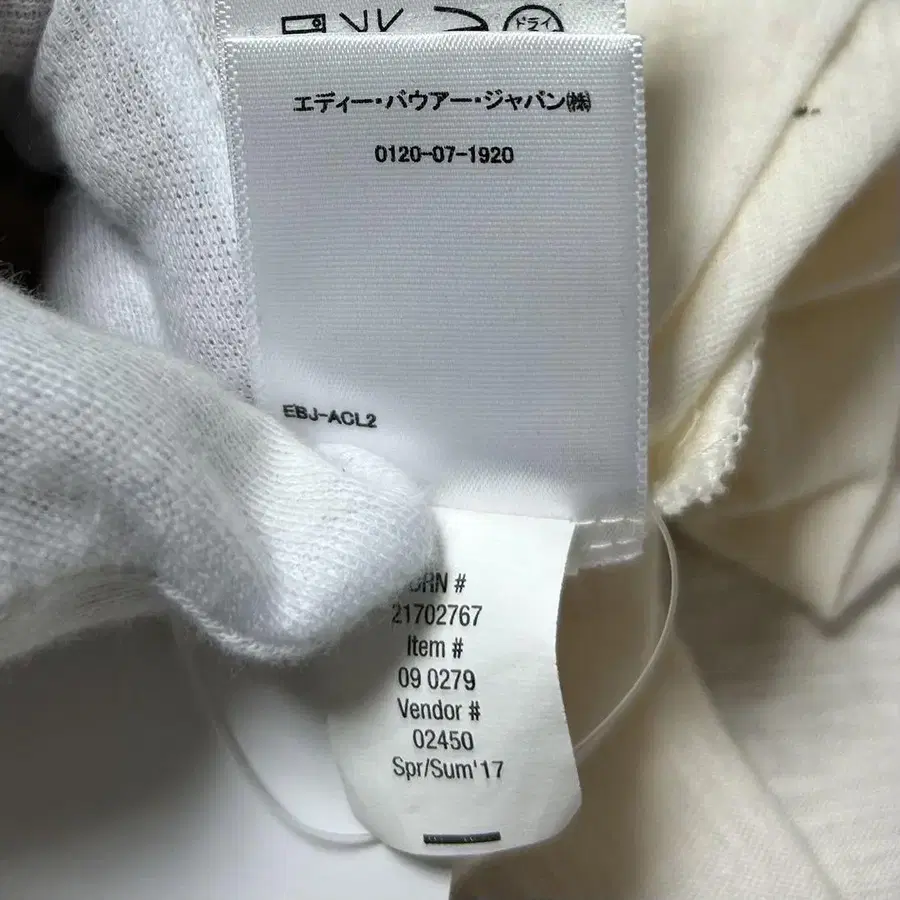 ドライ
エディー・バウアー・ジャパン㈱
0120-07-1920
EBJ-ACL2
RN #
21702767
Item #
09 0279
Vendor #
02450
Spr/Sum'17